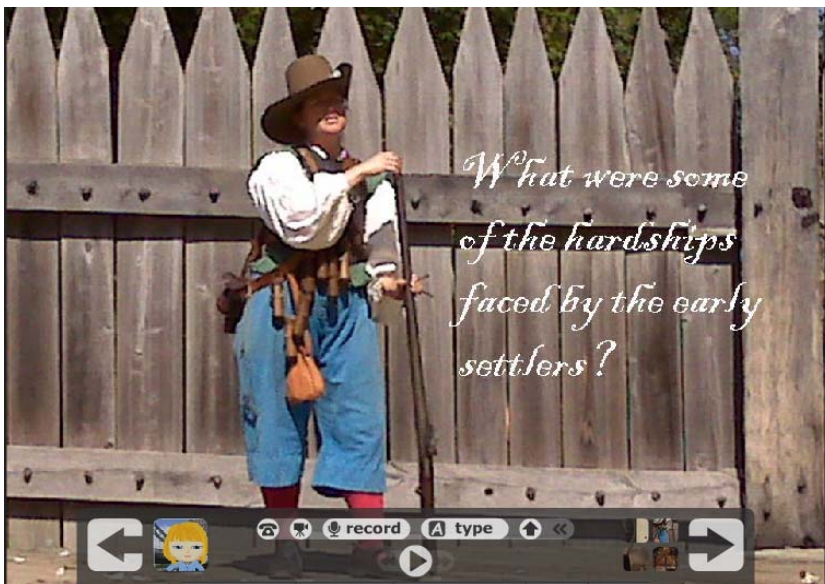 What were some
of the hardships
faced by the early
settlers?
record
A type